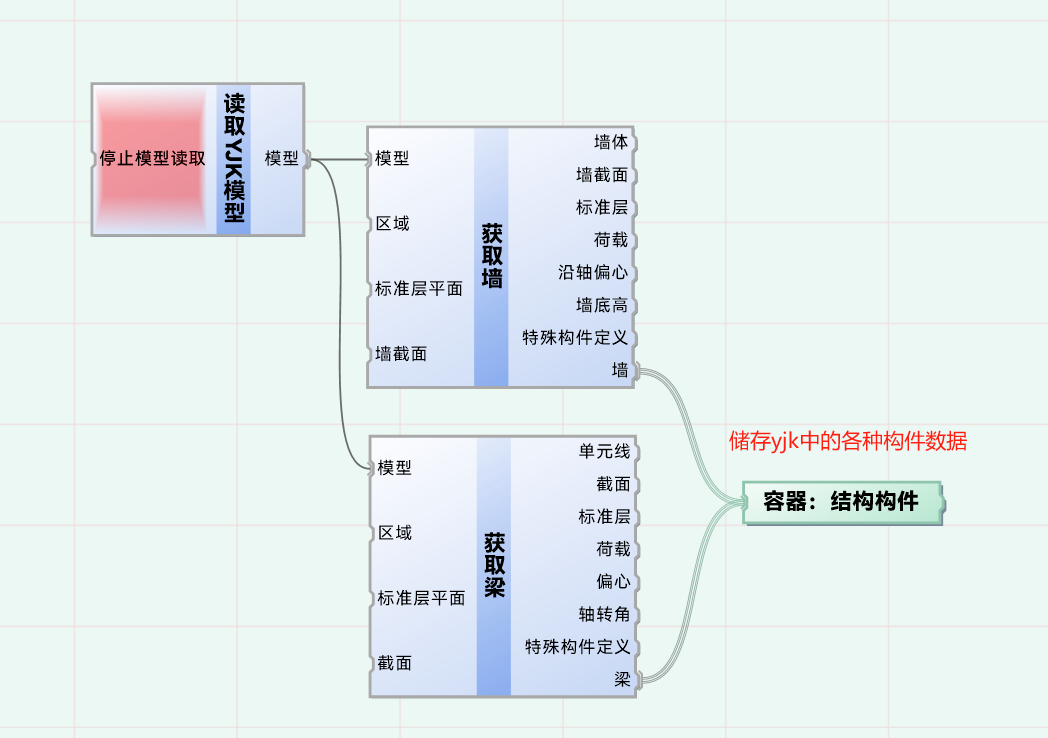 停止模型读取
读取YJK模型
模型
模型
区域
标准层平面
墙截面
获取墙
墙体
墙截面
标准层
荷载
沿轴偏心
墙底高
特殊构件定义
墙
模型
区域
标准层平面
截面
获取梁
单元线
截面
标准层
荷载
偏心
轴转角
特殊构件定义
梁
储存yjk中的各种构件数据
容器：结构构件